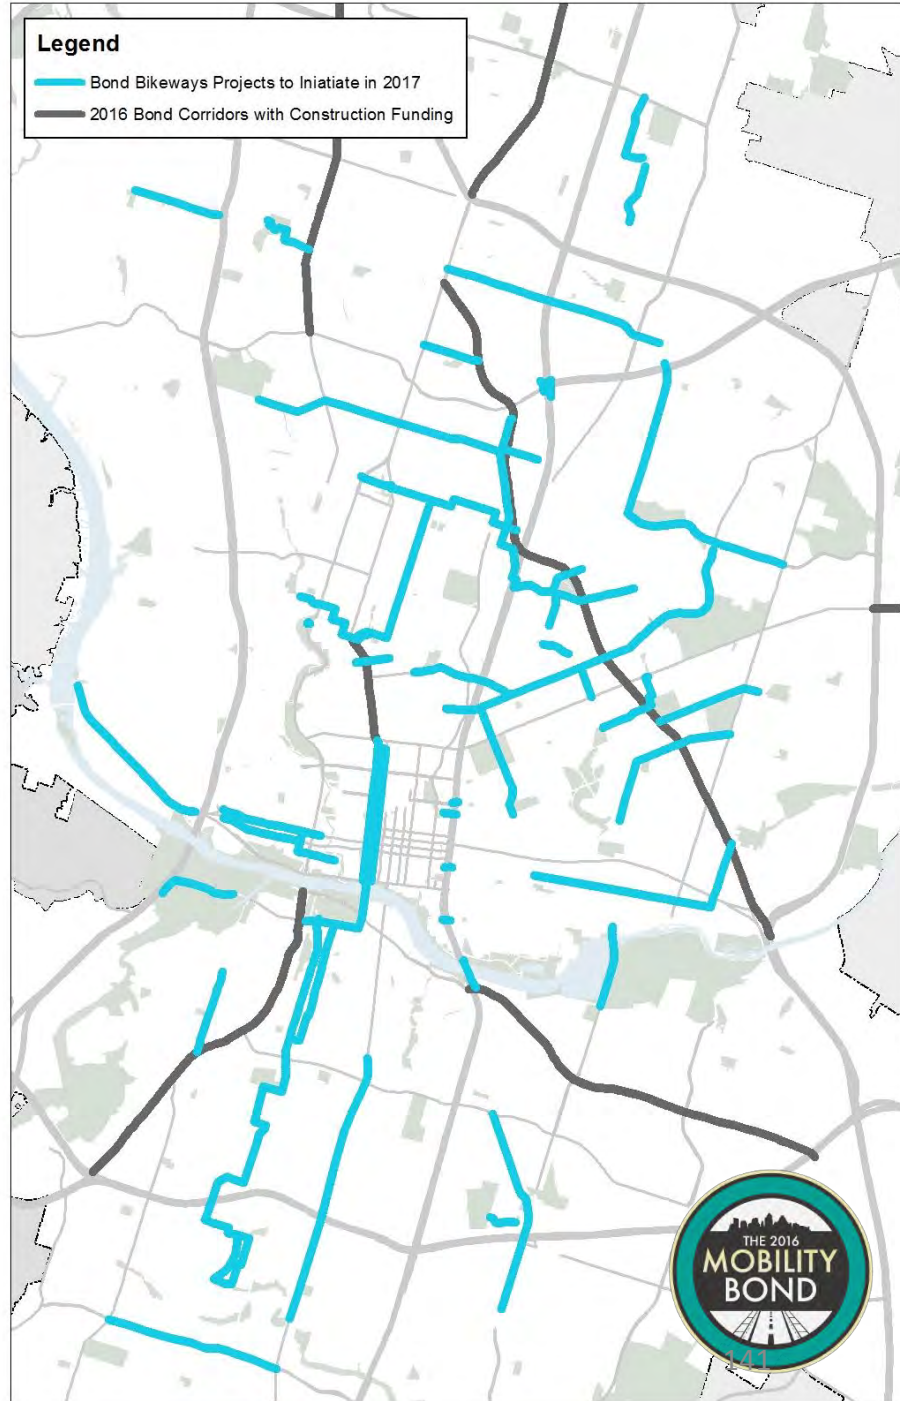 Legend
Bond Bikeways Projects to Iniatiate in 2017
2016 Bond Corridors with Construction Funding
THE 2016
MOBILITY
BOND
141